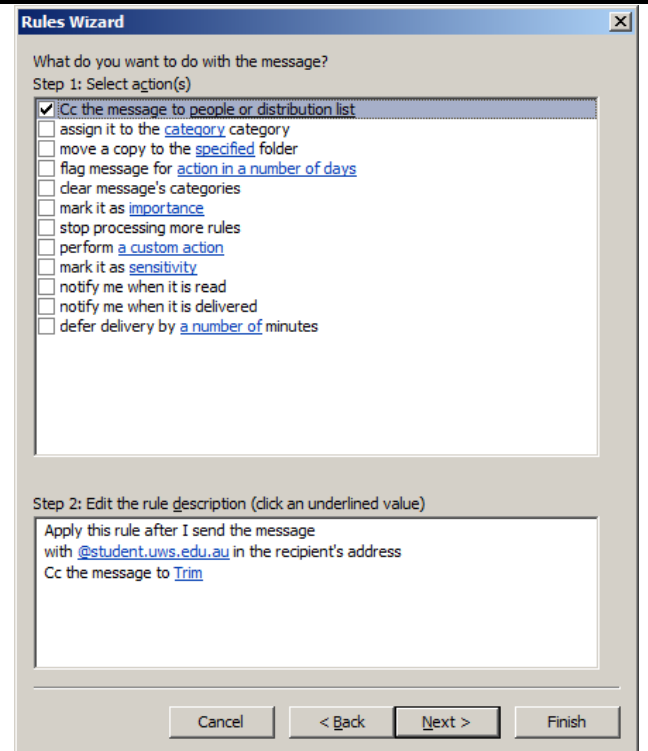 Rules Wizard
What do you want to do with the message?
Step 1: Select action(s)
Cc the message to people or distribution list
assign it to the category category
move a copy to the specified folder
flag message for action in a number of days
clear message's categories
mark it as importance
stop processing more rules
perform a custom action
mark it as sensitivity
notify me when it is read
notify me when it is delivered
defer delivery by a number of minutes
Step 2: Edit the rule description (click an underlined value)
Apply this rule after I send the message
with @student.uws.edu.au in the recipient's address
Cc the message to Trim
Cancel < Back Next > Finish